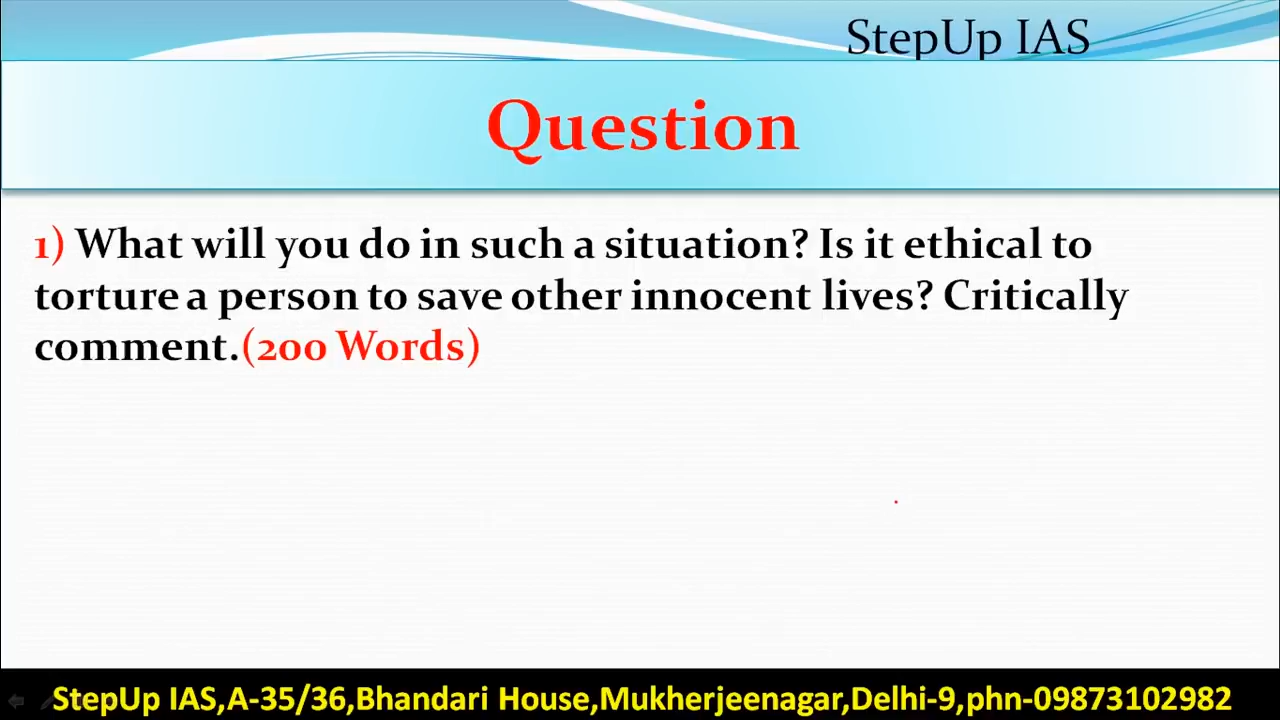 StepUp IAS
Question
1) What will you do in such a situation? Is it ethical to
torture a person to save other innocent lives? Critically
comment.(200 Words)
StepUp IAS,A-35/36,Bhandari House,Mukherjeenagar,Delhi-9,phn-09873102982